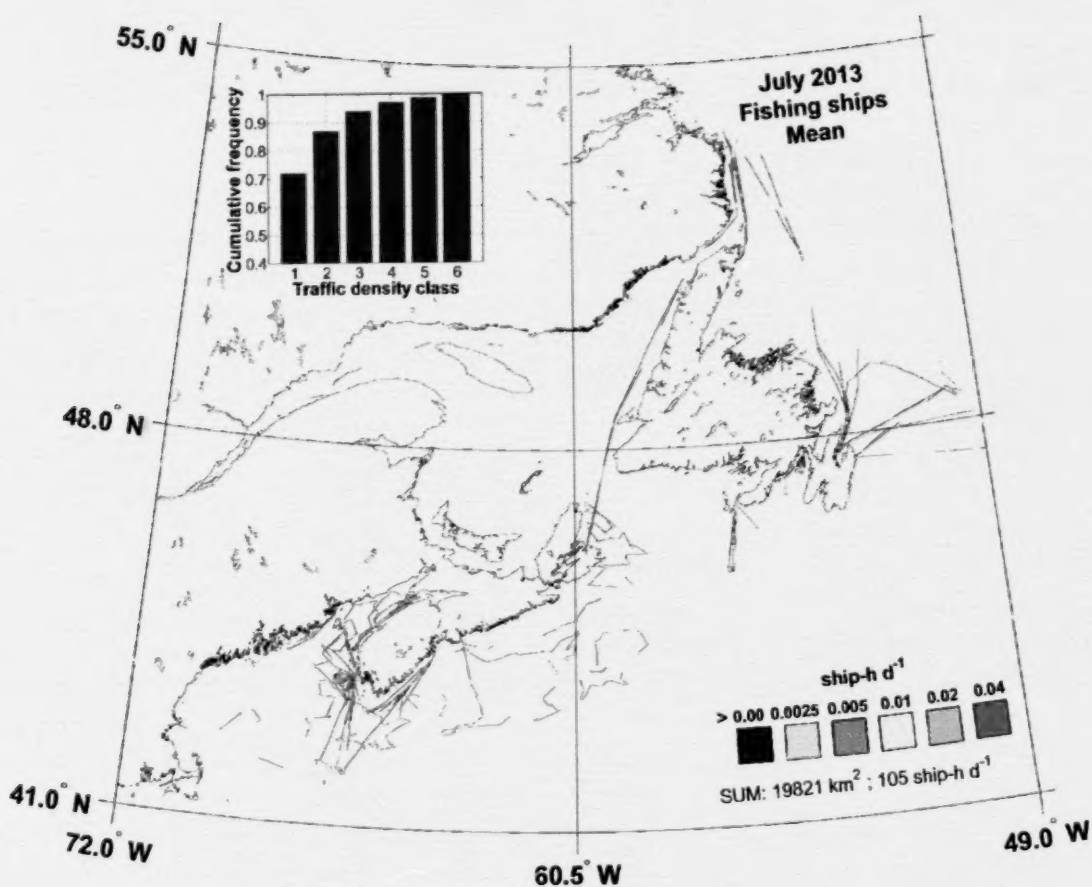 55.0° N
July 2013
Fishing ships
Mean
Cumulative frequency
1
0.9
0.8
0.7
0.6
0.5
0.4
1 2 3 4 5 6
Traffic density class
48.0° N
ship-h d⁻¹
> 0.00 0.0025 0.005 0.01 0.02 0.04
SUM: 19821 km² ; 105 ship-h d⁻¹
41.0° N
72.0° W
60.5° W
49.0° W